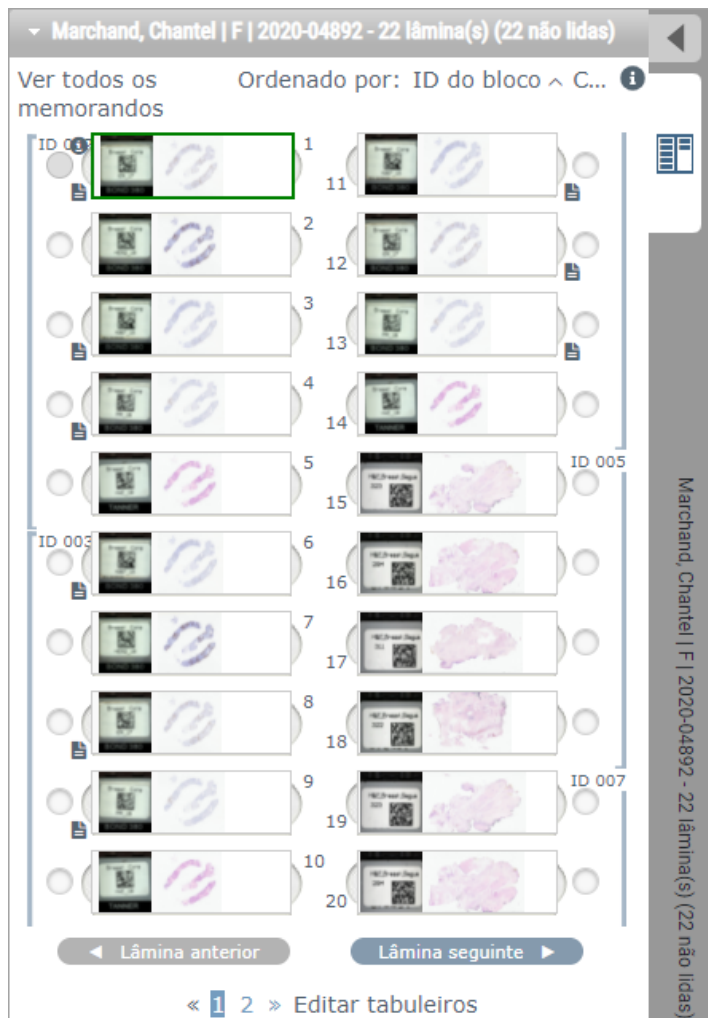 Marchand, Chantel | F | 2020-04892 - 22 lâmina(s) (22 não lidas)
Ver todos os memorandos
Ordenado por: ID do bloco C...
ID
1
2
3
4
5
ID 003
6
7
8
9
10
11
12
13
14
ID 005
15
16
17
18
ID 007
19
20
Lâmina anterior
Lâmina seguinte
« 1 2 » Editar tabuleiros
Marchand, Chantel | F | 2020-04892 - 22 lâmina(s) (22 não lidas)